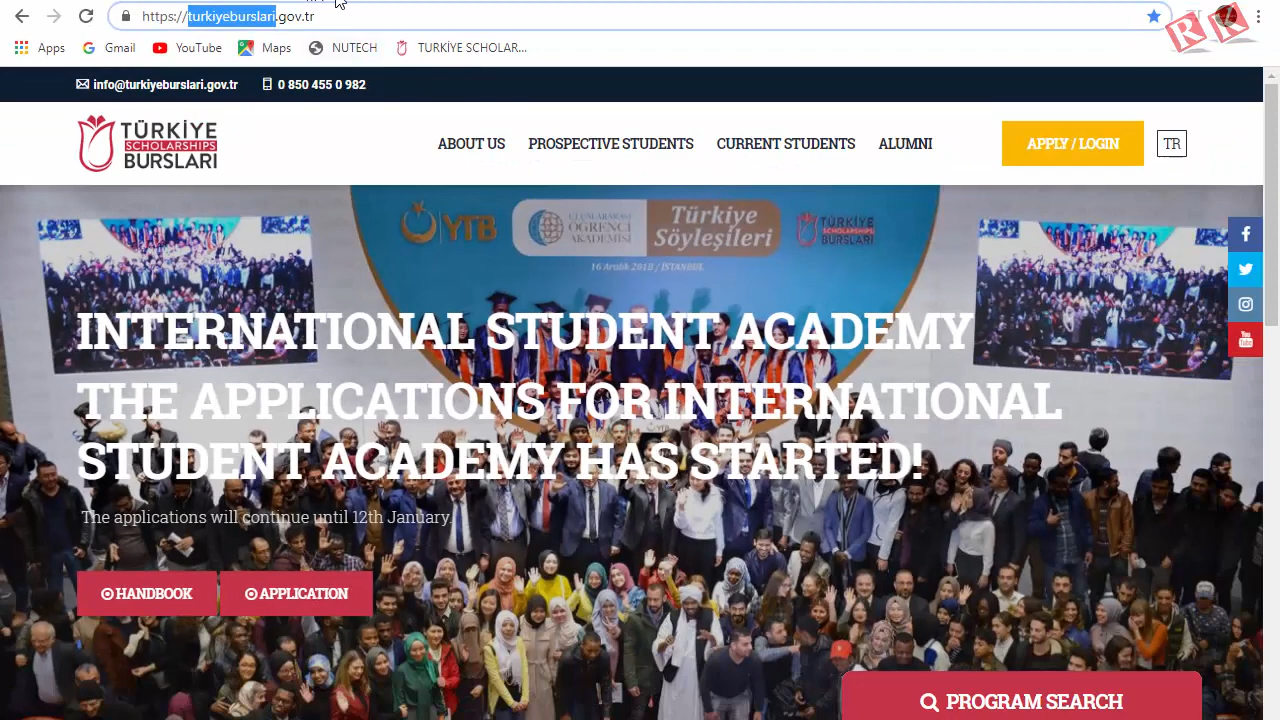 https://turkiyeburslari.gov.tr
Apps Gmail YouTube Maps NUTECH TURKİYE SCHOLAR...
RR
info@turkiyeburslari.gov.tr 0 850 455 0 982
TÜRKİYE
SCHOLARSHIPS
BURSLARI
ABOUT US PROSPECTIVE STUDENTS CURRENT STUDENTS ALUMNI APPLY / LOGIN TR
YTB
ULUSLARARASI
ÖĞRENCİ
AKADEMİSİ
Türkiye
Söyleşileri
TÜRKİYE
SCHOLARSHIPS
BURSLARI
16 Aralık 2018 / İSTANBUL
INTERNATIONAL STUDENT ACADEMY
THE APPLICATIONS FOR INTERNATIONAL
STUDENT ACADEMY HAS STARTED!
The applications will continue until 12th January.
HANDBOOK APPLICATION
PROGRAM SEARCH